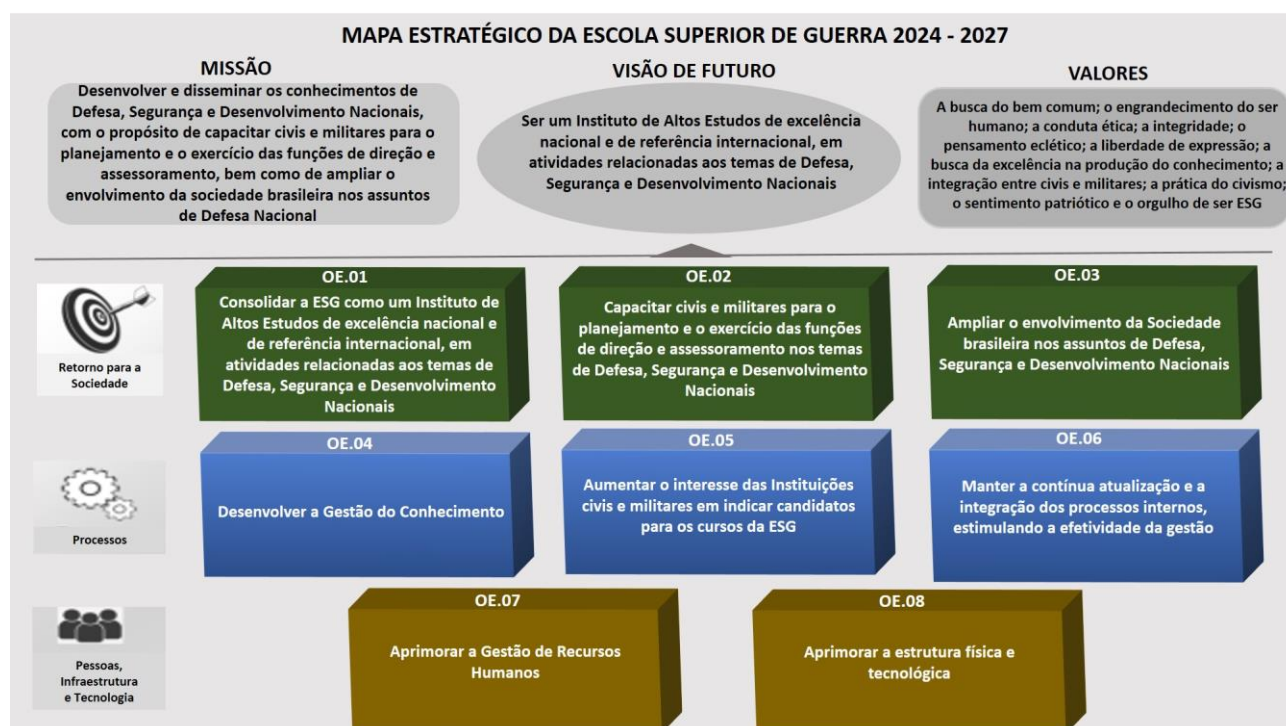 MAPA ESTRATÉGICO DA ESCOLA SUPERIOR DE GUERRA 2024 - 2027
MISSÃO
Desenvolver e disseminar os conhecimentos de
Defesa, Segurança e Desenvolvimento Nacionais,
com o propósito de capacitar civis e militares para o
planejamento e o exercício das funções de direção e
assessoramento, bem como de ampliar o
envolvimento da sociedade brasileira nos assuntos
de Defesa Nacional
VISÃO DE FUTURO
Ser um Instituto de Altos Estudos de excelência
nacional e de referência internacional, em
atividades relacionadas aos temas de Defesa,
Segurança e Desenvolvimento Nacionais
VALORES
A busca do bem comum; o engrandecimento do ser
humano; a conduta ética; a integridade; o
pensamento eclético; a liberdade de expressão; a
busca da excelência na produção do conhecimento; a
integração entre civis e militares; a prática do civismo;
o sentimento patriótico e o orgulho de ser ESG
Retorno para a
Sociedade
OE.01
Consolidar a ESG como um Instituto de
Altos Estudos de excelência nacional e
de referência internacional, em
atividades relacionadas aos temas de
Defesa, Segurança e Desenvolvimento
Nacionais
OE.02
Capacitar civis e militares para o
planejamento e o exercício das funções
de direção e assessoramento nos temas
de Defesa, Segurança e Desenvolvimento
Nacionais
OE.03
Ampliar o envolvimento da Sociedade
brasileira nos assuntos de Defesa,
Segurança e Desenvolvimento Nacionais
Processos
OE.04
Desenvolver a Gestão do Conhecimento
OE.05
Aumentar o interesse das Instituições
civis e militares em indicar candidatos
para os cursos da ESG
OE.06
Manter a contínua atualização e a
integração dos processos internos,
estimulando a efetividade da gestão
Pessoas,
Infraestrutura
e Tecnologia
OE.07
Aprimorar a Gestão de Recursos
Humanos
OE.08
Aprimorar a estrutura física e
tecnológica